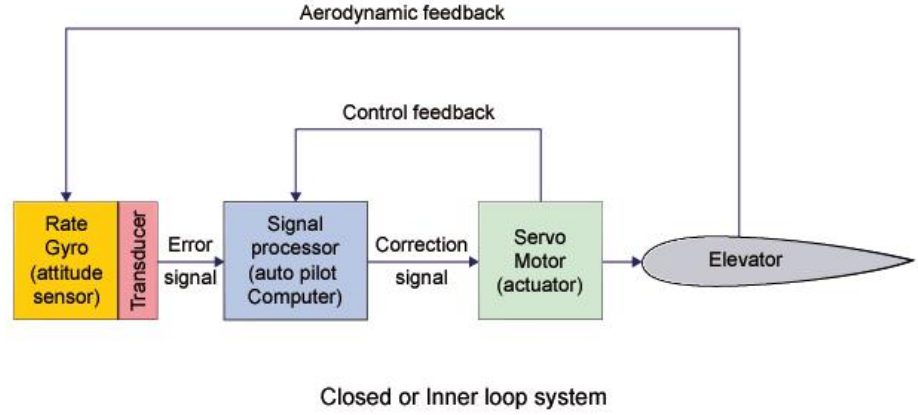 Aerodynamic feedback
Control feedback
Rate
Gyro
(attitude
sensor)
Transducer
Error
signal
Signal
processor
(auto pilot
Computer)
Correction
signal
Servo
Motor
(actuator)
Elevator
Closed or Inner loop system